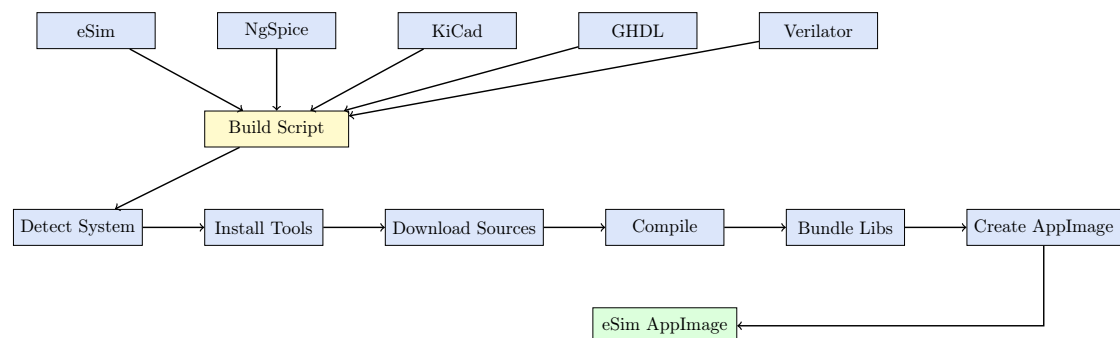 eSim
NgSpice
KiCad
GHDL
Verilator
Build Script
Detect System
Install Tools
Download Sources
Compile
Bundle Libs
Create AppImage
eSim AppImage